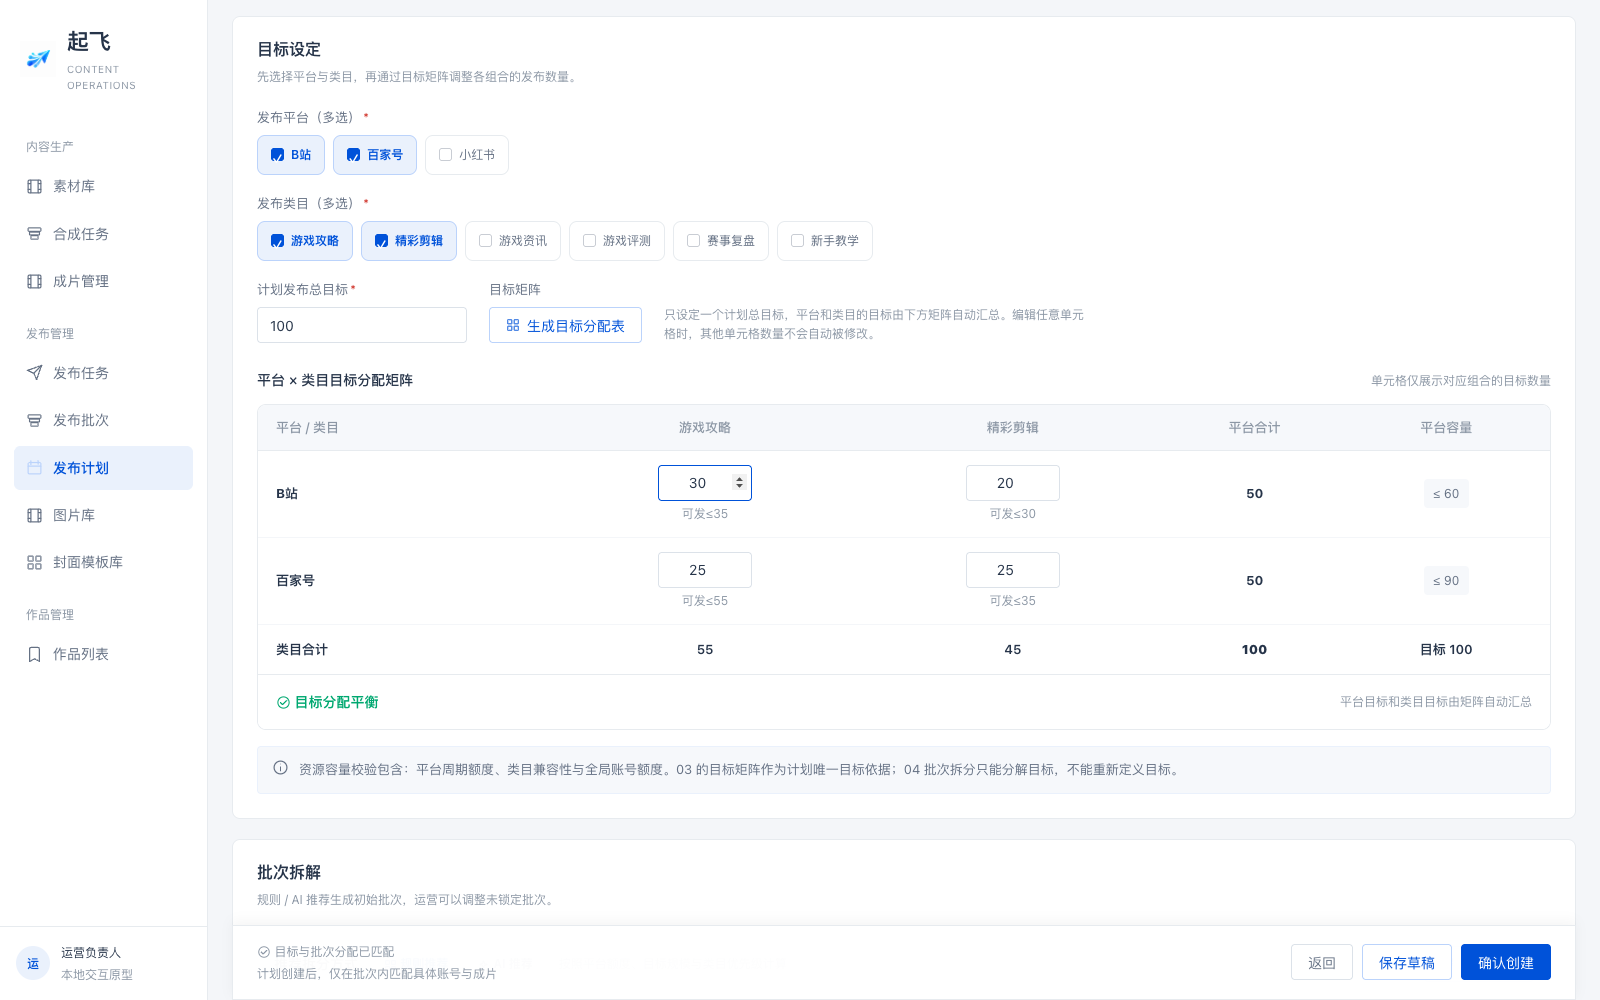 起飞
CONTENT
OPERATIONS
内容生产
素材库
合成任务
成片管理
发布管理
发布任务
发布批次
发布计划
图片库
封面模板库
作品管理
作品列表
运
运营负责人
本地交互原型
目标设定
先选择平台与类目，再通过目标矩阵调整各组合的发布数量。
发布平台（多选） *
B站
百家号
小红书
发布类目（多选） *
游戏攻略
精彩剪辑
游戏资讯
游戏评测
赛事复盘
新手教学
计划发布总目标 *
目标矩阵
100
生成目标分配表
只设定一个计划总目标，平台和类目的目标由下方矩阵自动汇总。编辑任意单元
格时，其他单元格数量不会自动被修改。
平台 × 类目目标分配矩阵
单元格仅展示对应组合的目标数量
平台 / 类目 游戏攻略 精彩剪辑 平台合计 平台容量
B站 30 20 50 ≤ 60
可发≤35 可发≤30
百家号 25 25 50 ≤ 90
可发≤55 可发≤35
类目合计 55 45 100 目标 100
目标分配平衡
平台目标和类目目标由矩阵自动汇总
资源容量校验包含：平台周期额度、类目兼容性与全局账号额度。03 的目标矩阵作为计划唯一目标依据；04 批次拆分只能分解目标，不能重新定义目标。
批次拆解
规则 / AI 推荐生成初始批次，运营可以调整未锁定批次。
目标与批次分配已匹配
计划创建后，仅在批次内匹配具体账号与成片
返回
保存草稿
确认创建